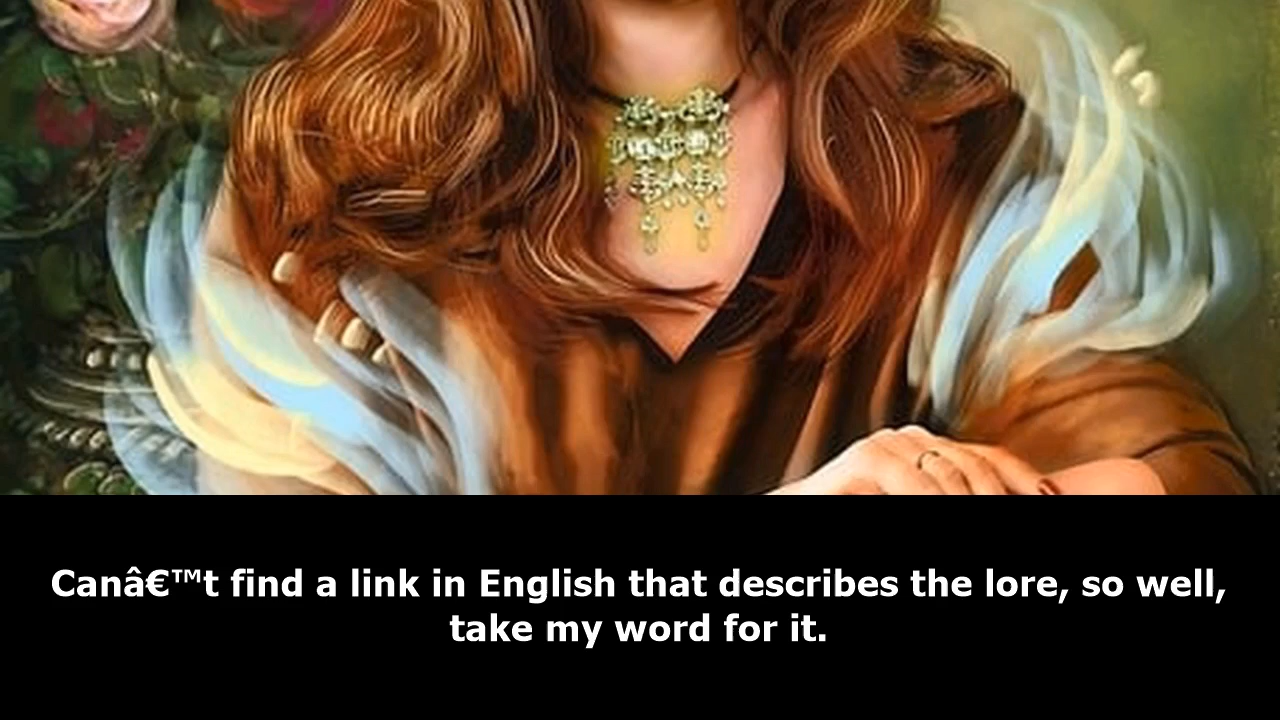 Canâ€™t find a link in English that describes the lore, so well,
take my word for it.